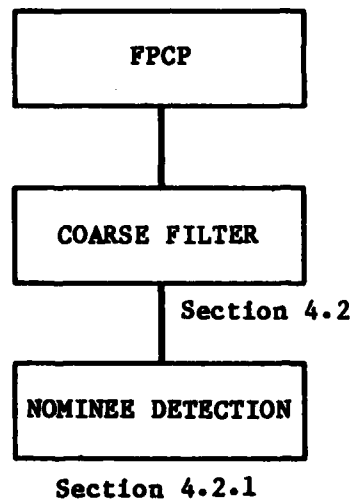 FPCP
COARSE FILTER
Section 4.2
NOMINEE DETECTION
Section 4.2.1